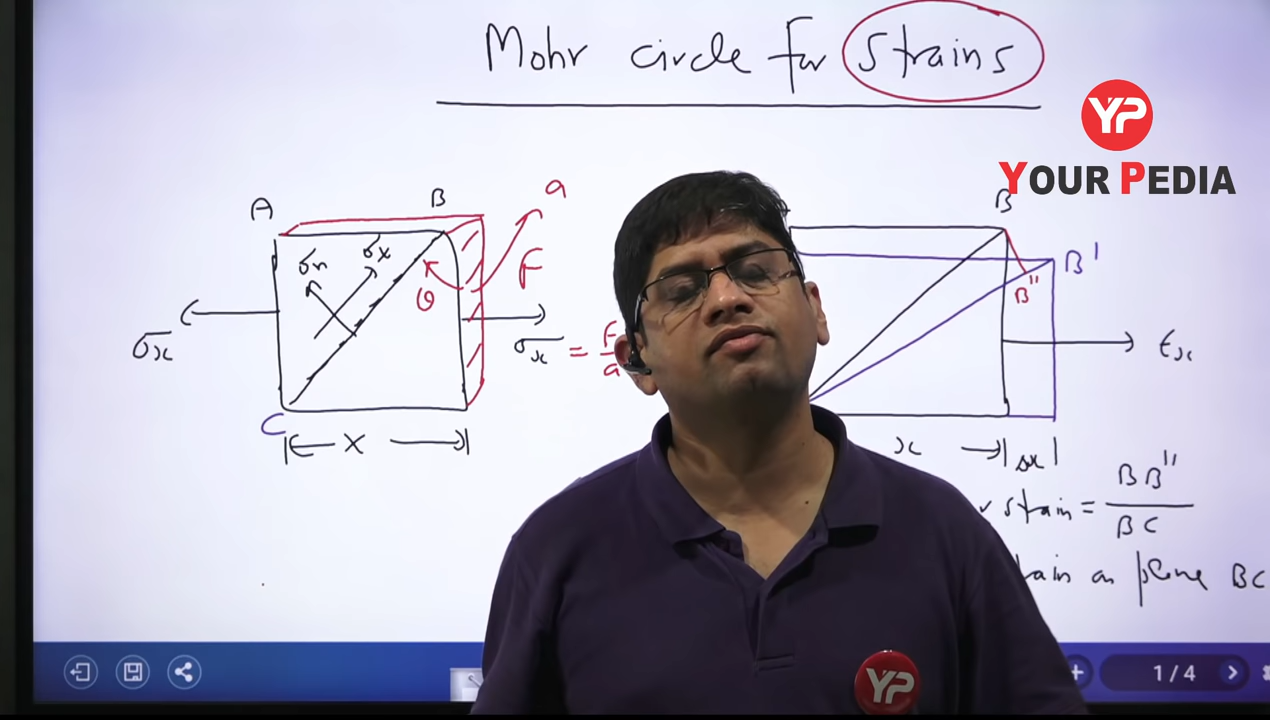 Mohr circle for strains
YP
YOUR PEDIA
A B a
σn σx
θ F
σx
σx = F/a
C
X
B
B'
B"
εx
x Δx
strain = BB"/BC
on plane BC
1/4
YP